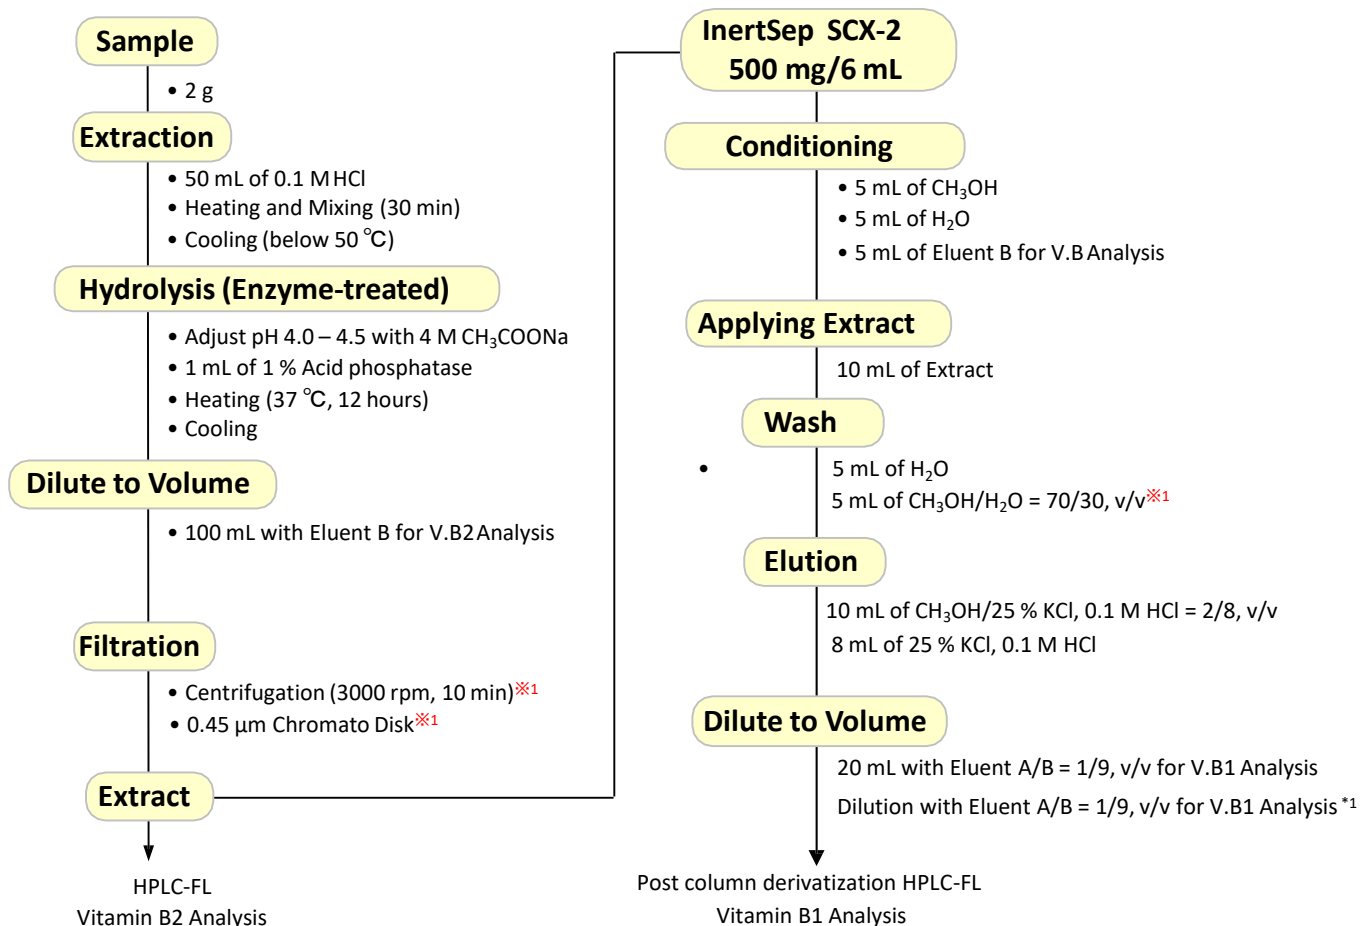 Sample
• 2 g
Extraction
• 50 mL of 0.1 M HCl
• Heating and Mixing (30 min)
• Cooling (below 50 ℃)
Hydrolysis (Enzyme-treated)
• Adjust pH 4.0 – 4.5 with 4 M CH₃COONa
• 1 mL of 1 % Acid phosphatase
• Heating (37 ℃, 12 hours)
• Cooling
Dilute to Volume
• 100 mL with Eluent B for V.B2 Analysis
Filtration
• Centrifugation (3000 rpm, 10 min)※1
• 0.45 μm Chromato Disk※1
Extract
HPLC-FL
Vitamin B2 Analysis
InertSep SCX-2
500 mg/6 mL
Conditioning
• 5 mL of CH₃OH
• 5 mL of H₂O
• 5 mL of Eluent B for V.B Analysis
Applying Extract
10 mL of Extract
Wash
• 5 mL of H₂O
5 mL of CH₃OH/H₂O = 70/30, v/v※1
Elution
10 mL of CH₃OH/25 % KCl, 0.1 M HCl = 2/8, v/v
8 mL of 25 % KCl, 0.1 M HCl
Dilute to Volume
20 mL with Eluent A/B = 1/9, v/v for V.B1 Analysis
Dilution with Eluent A/B = 1/9, v/v for V.B1 Analysis *1
Post column derivatization HPLC-FL
Vitamin B1 Analysis